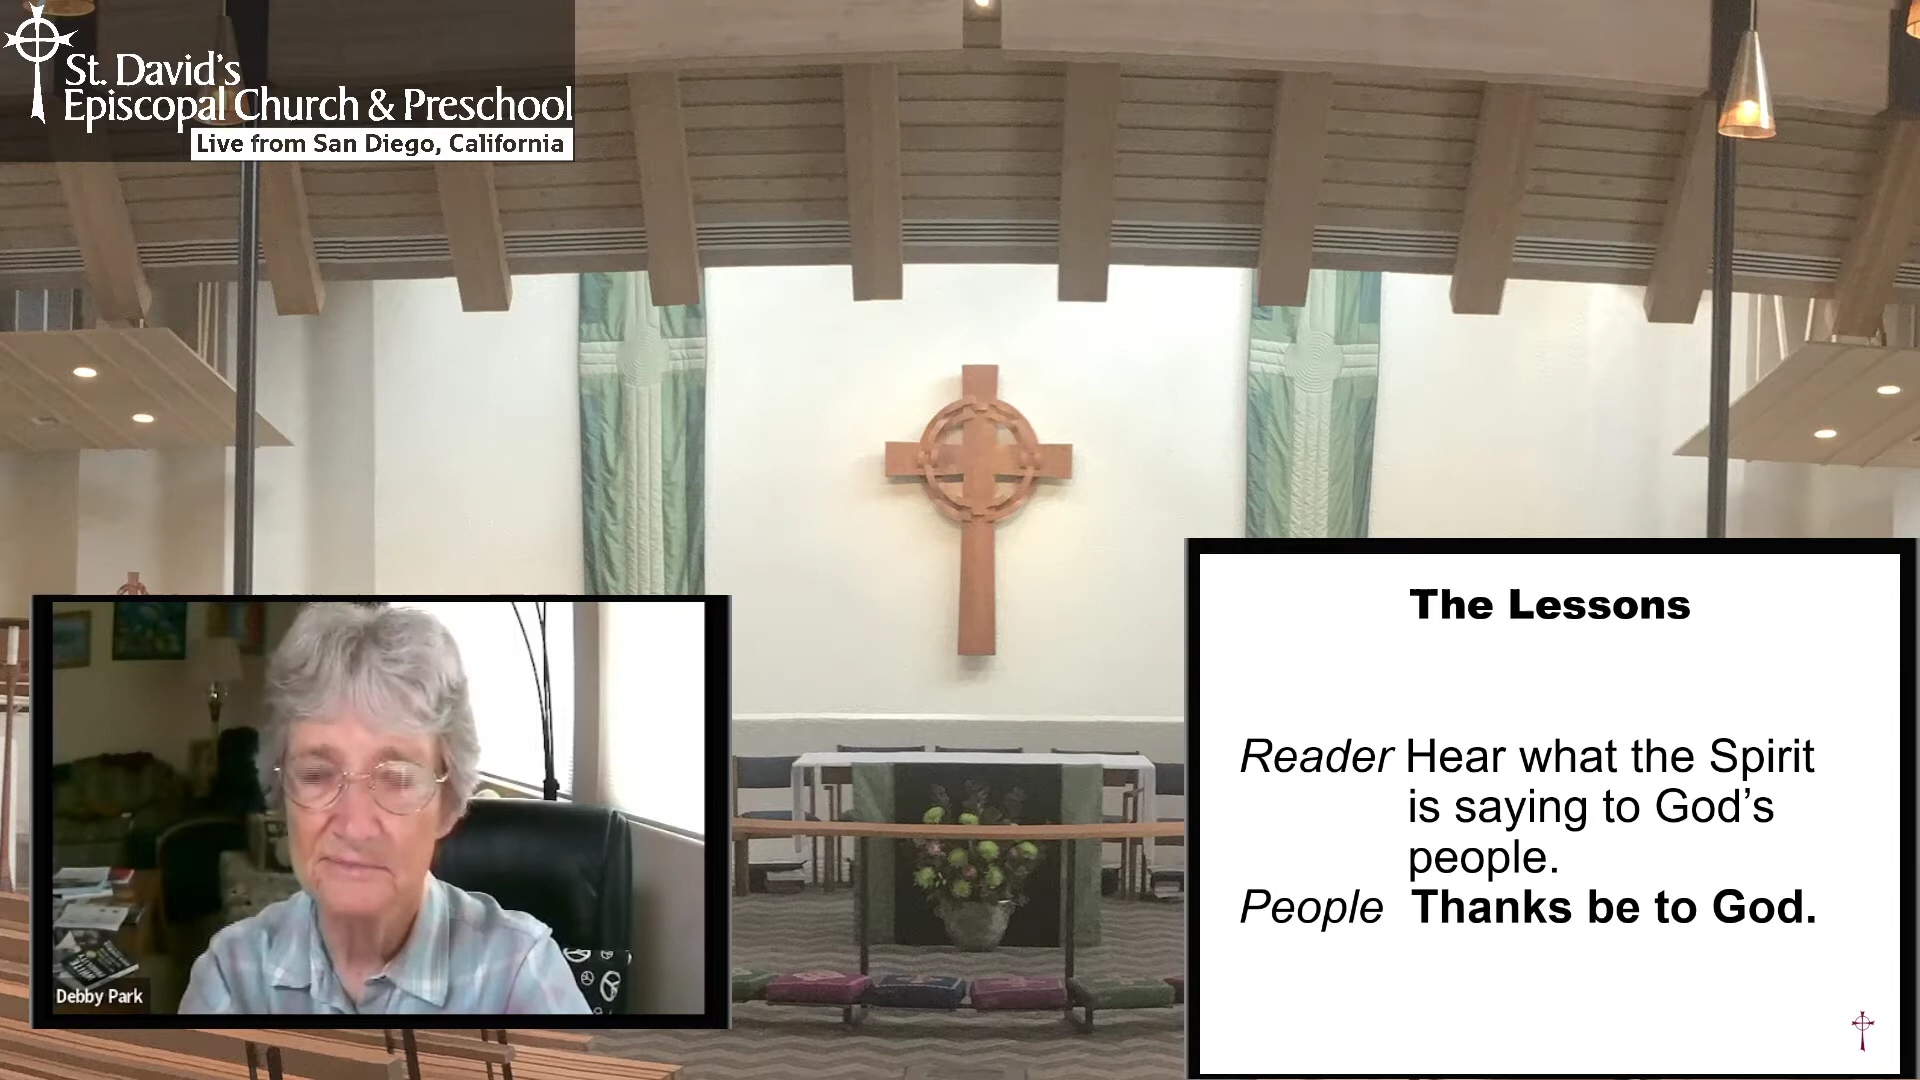 St. David's
Episcopal Church & Preschool
Live from San Diego, California
The Lessons
Reader Hear what the Spirit
is saying to God’s
people.
People Thanks be to God.
Debby Park
WHITE